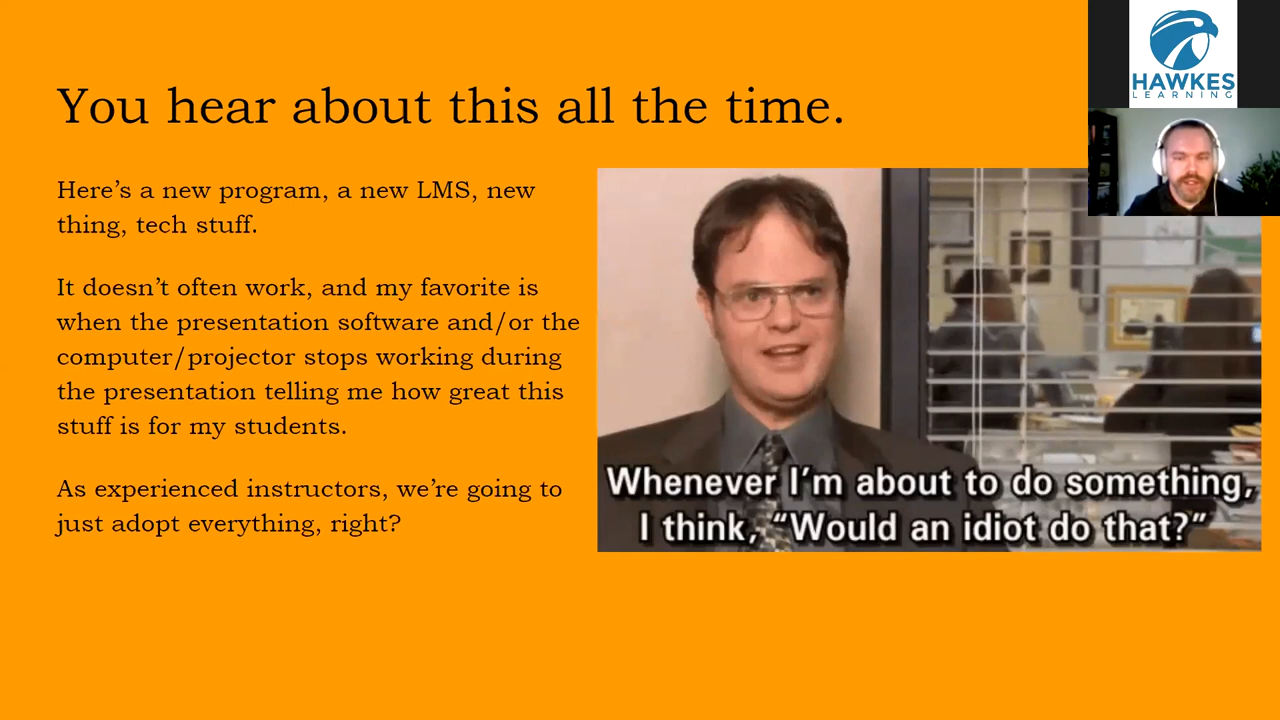 You hear about this all the time.
Here’s a new program, a new LMS, new
thing, tech stuff.
It doesn’t often work, and my favorite is
when the presentation software and/or the
computer/projector stops working during
the presentation telling me how great this
stuff is for my students.
As experienced instructors, we’re going to
just adopt everything, right?
Whenever I’m about to do something,
I think, “Would an idiot do that?”
HAWKES
LEARNING